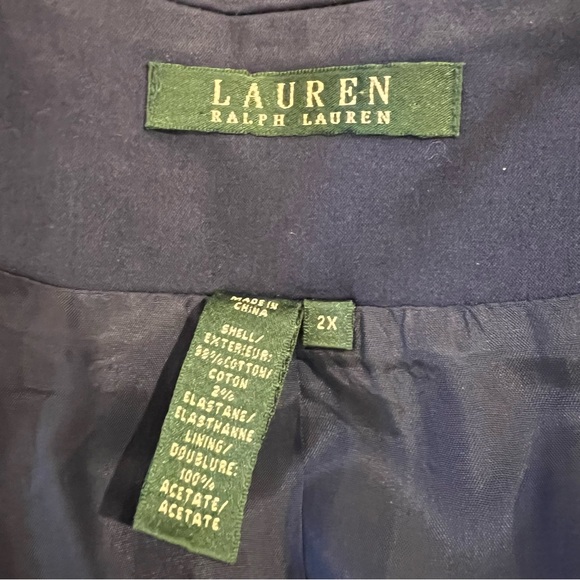 LAUREN
RALPH LAUREN
MADE IN
CHINA
2X
SHELL/
EXTERIEUR:
98%COTTON/
COTON
2%
ELASTANE/
ELASTHANNE
LINING/
DOUBLURE:
100%
ACETATE/
ACETATE